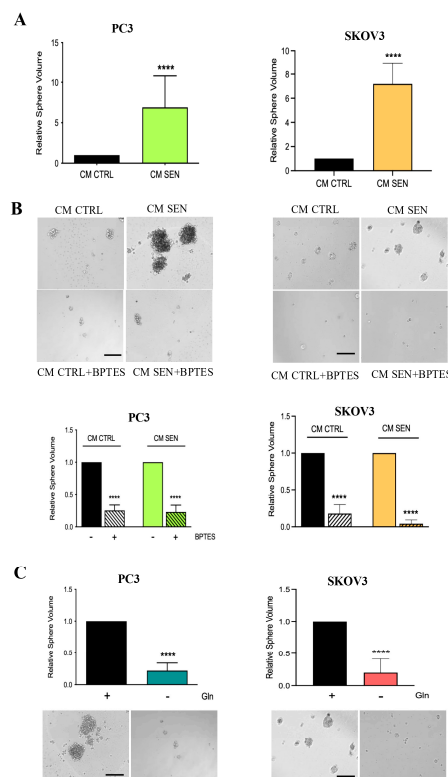 A
PC3
SKOV3
Relative Sphere Volume
15
10
5
0
****
CM CTRL
CM SEN
Relative Sphere Volume
10
8
6
4
2
0
****
CM CTRL
CM SEN
B
CM CTRL
CM SEN
CM CTRL
CM SEN
CM CTRL+BPTES
CM SEN+BPTES
CM CTRL+BPTES
CM SEN+BPTES
PC3
SKOV3
Relative Sphere Volume
1.5
1.0
0.5
0.0
CM CTRL
CM SEN
****
****
- + - + BPTES
Relative Sphere Volume
1.5
1.0
0.5
0.0
CM CTRL
CM SEN
****
****
- + - +
C
PC3
SKOV3
Relative Sphere Volume
1.5
1.0
0.5
0.0
****
+ - Gln
Relative Sphere Volume
1.5
1.0
0.5
0.0
****
+ - Gln